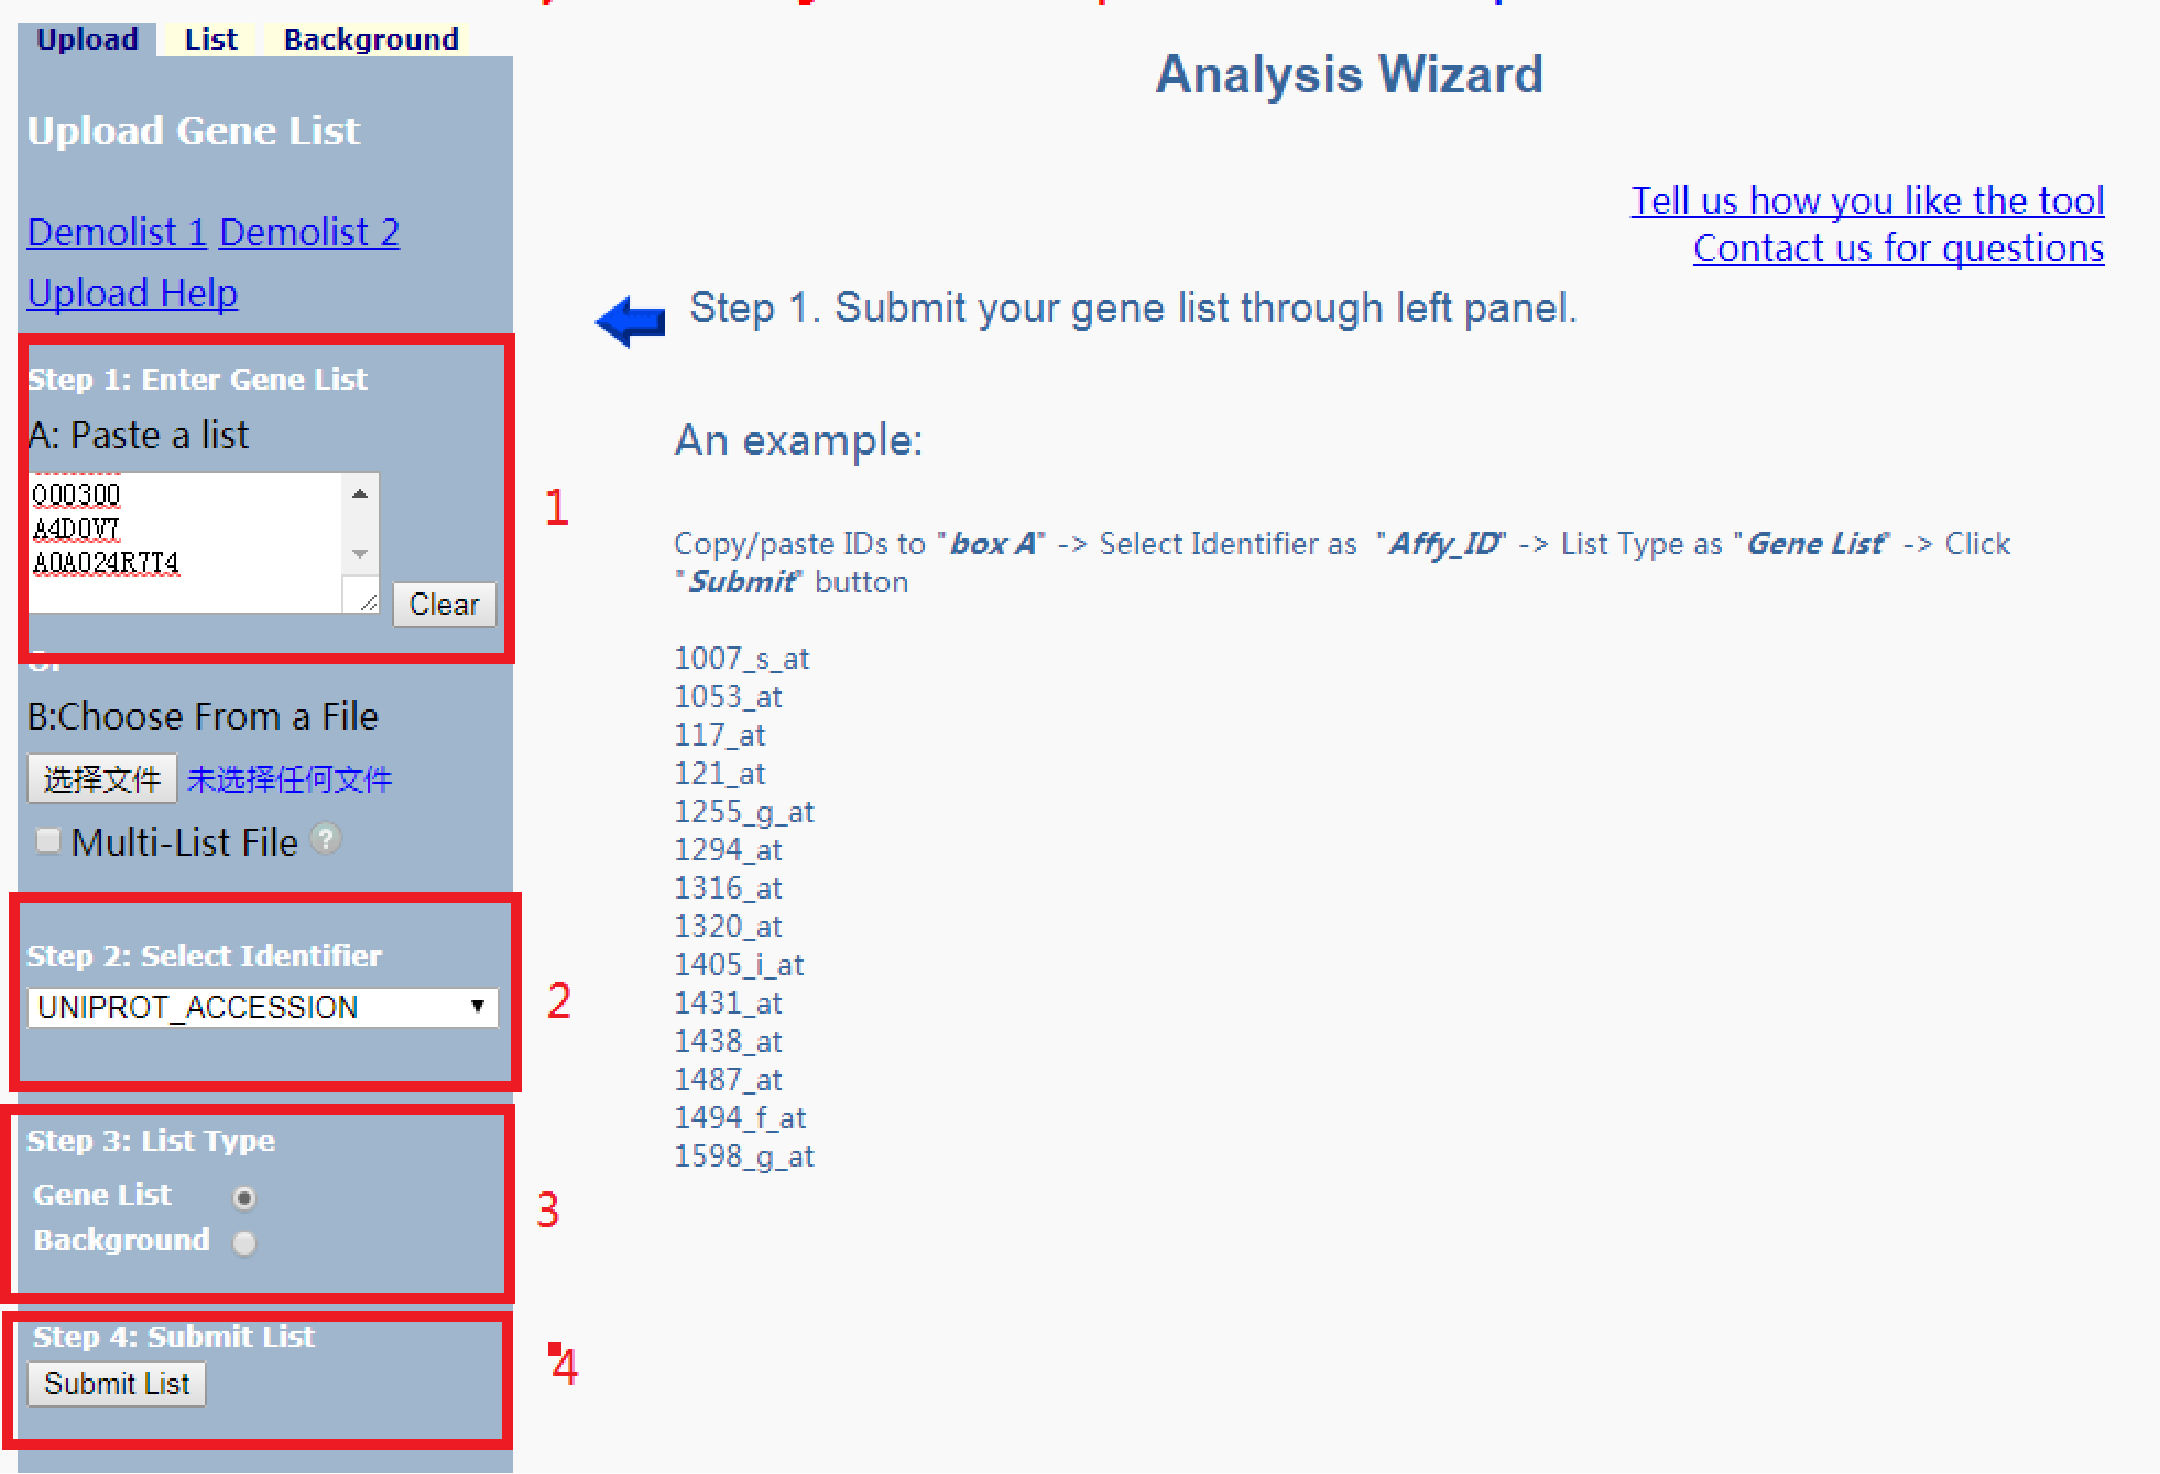 Upload List Background
Upload Gene List
Demolist 1 Demolist 2
Upload Help
Step 1: Enter Gene List
A: Paste a list
O00300
A4D0V7
A0A024R7T4
Clear
1
B:Choose From a File
选择文件 未选择任何文件
Multi-List File ?
Step 2: Select Identifier
UNIPROT_ACCESSION
2
Step 3: List Type
Gene List
Background
3
Step 4: Submit List
Submit List
4
Analysis Wizard
Tell us how you like the tool
Contact us for questions
Step 1. Submit your gene list through left panel.
An example:
Copy/paste IDs to "box A" -> Select Identifier as "Affy_ID" -> List Type as "Gene List" -> Click
"Submit" button
1007_s_at
1053_at
117_at
121_at
1255_g_at
1294_at
1316_at
1320_at
1405_i_at
1431_at
1438_at
1487_at
1494_f_at
1598_g_at